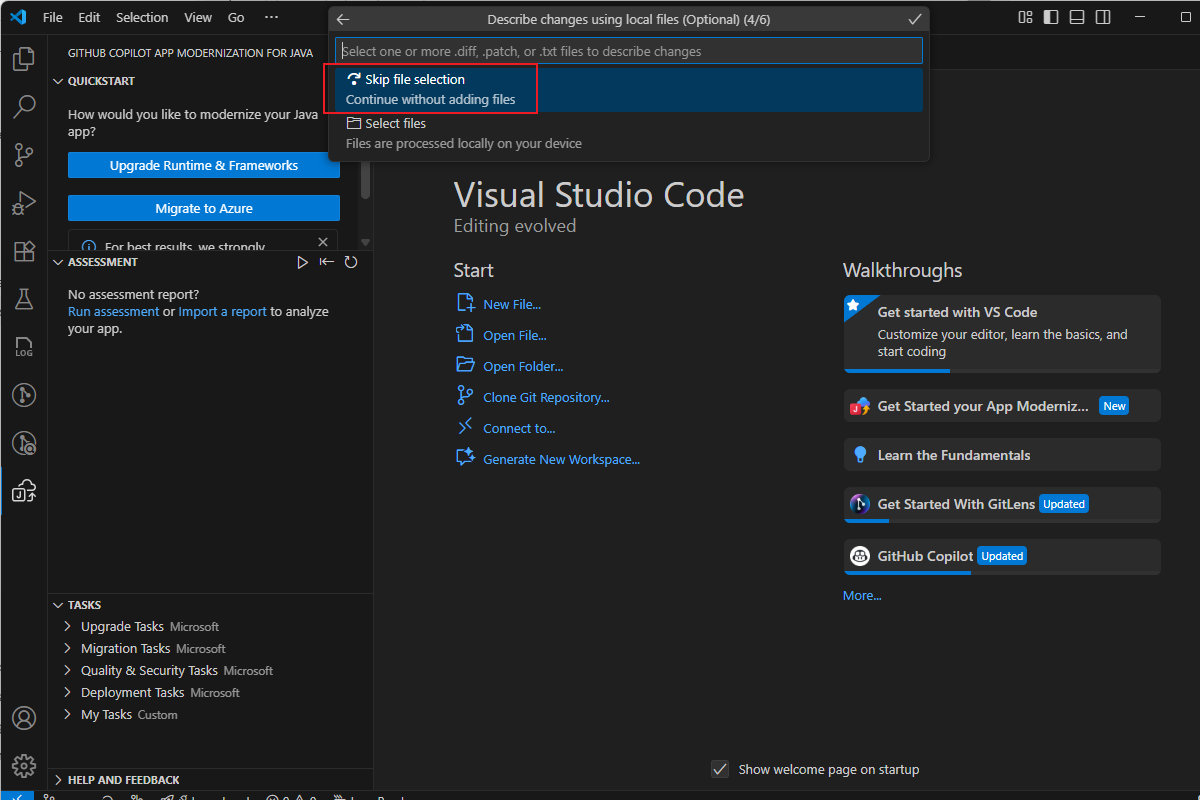 File Edit Selection View Go ...
Describe changes using local files (Optional) (4/6)
Select one or more .diff, .patch, or .txt files to describe changes
Skip file selection
Continue without adding files
Select files
Files are processed locally on your device
GITHUB COPILOT APP MODERNIZATION FOR JAVA
QUICKSTART
How would you like to modernize your Java
app?
Upgrade Runtime & Frameworks
Migrate to Azure
For best results, we strongly
ASSESSMENT
No assessment report?
Run assessment or Import a report to analyze
your app.
TASKS
Upgrade Tasks Microsoft
Migration Tasks Microsoft
Quality & Security Tasks Microsoft
Deployment Tasks Microsoft
My Tasks Custom
HELP AND FEEDBACK
LOG
Visual Studio Code
Editing evolved
Start
New File...
Open File...
Open Folder...
Clone Git Repository...
Connect to...
Generate New Workspace...
Walkthroughs
Get started with VS Code
Customize your editor, learn the basics, and
start coding
Get Started your App Moderniz... New
Learn the Fundamentals
Get Started With GitLens Updated
GitHub Copilot Updated
More...
Show welcome page on startup